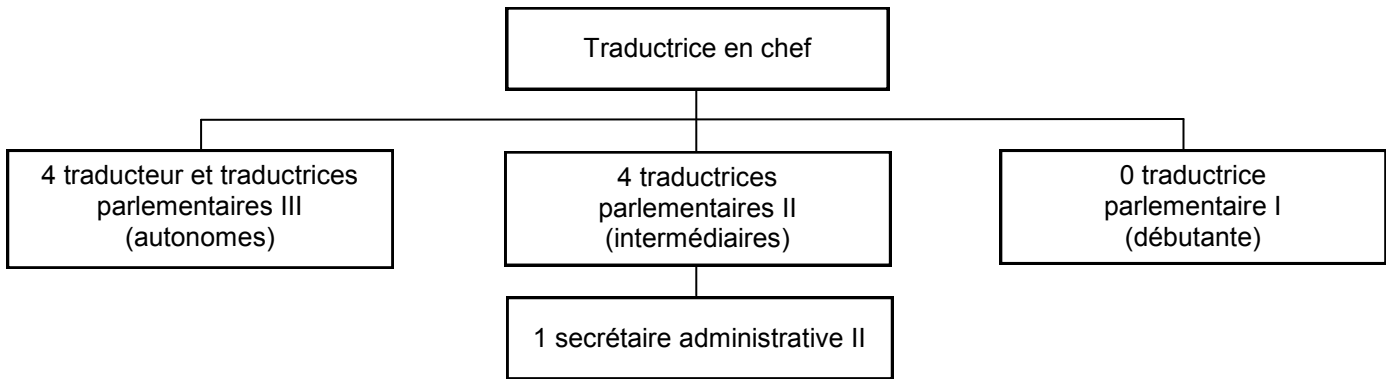 Traductrice en chef
4 traducteur et traductrices
parlementaires III
(autonomes)
4 traductrices
parlementaires II
(intermédiaires)
0 traductrice
parlementaire I
(débutante)
1 secrétaire administrative II